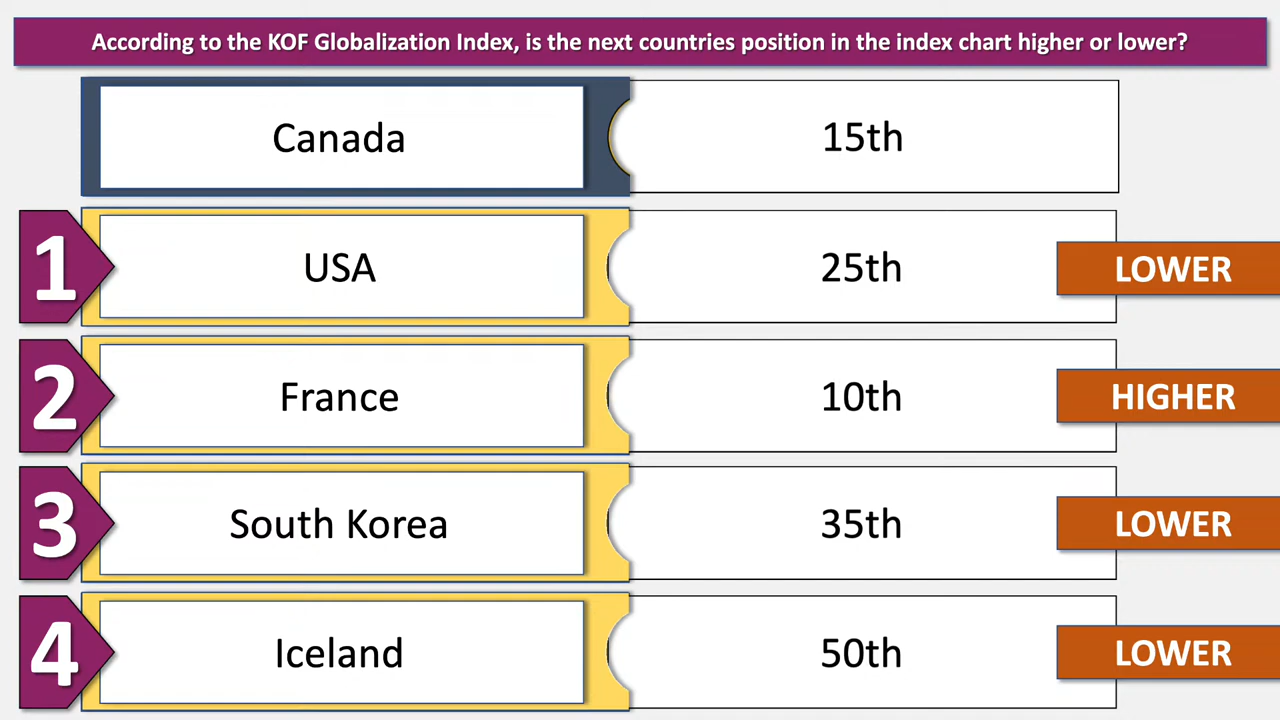 According to the KOF Globalization Index, is the next countries position in the index chart higher or lower?
Canada
15th
1
USA
25th
LOWER
2
France
10th
HIGHER
3
South Korea
35th
LOWER
4
Iceland
50th
LOWER